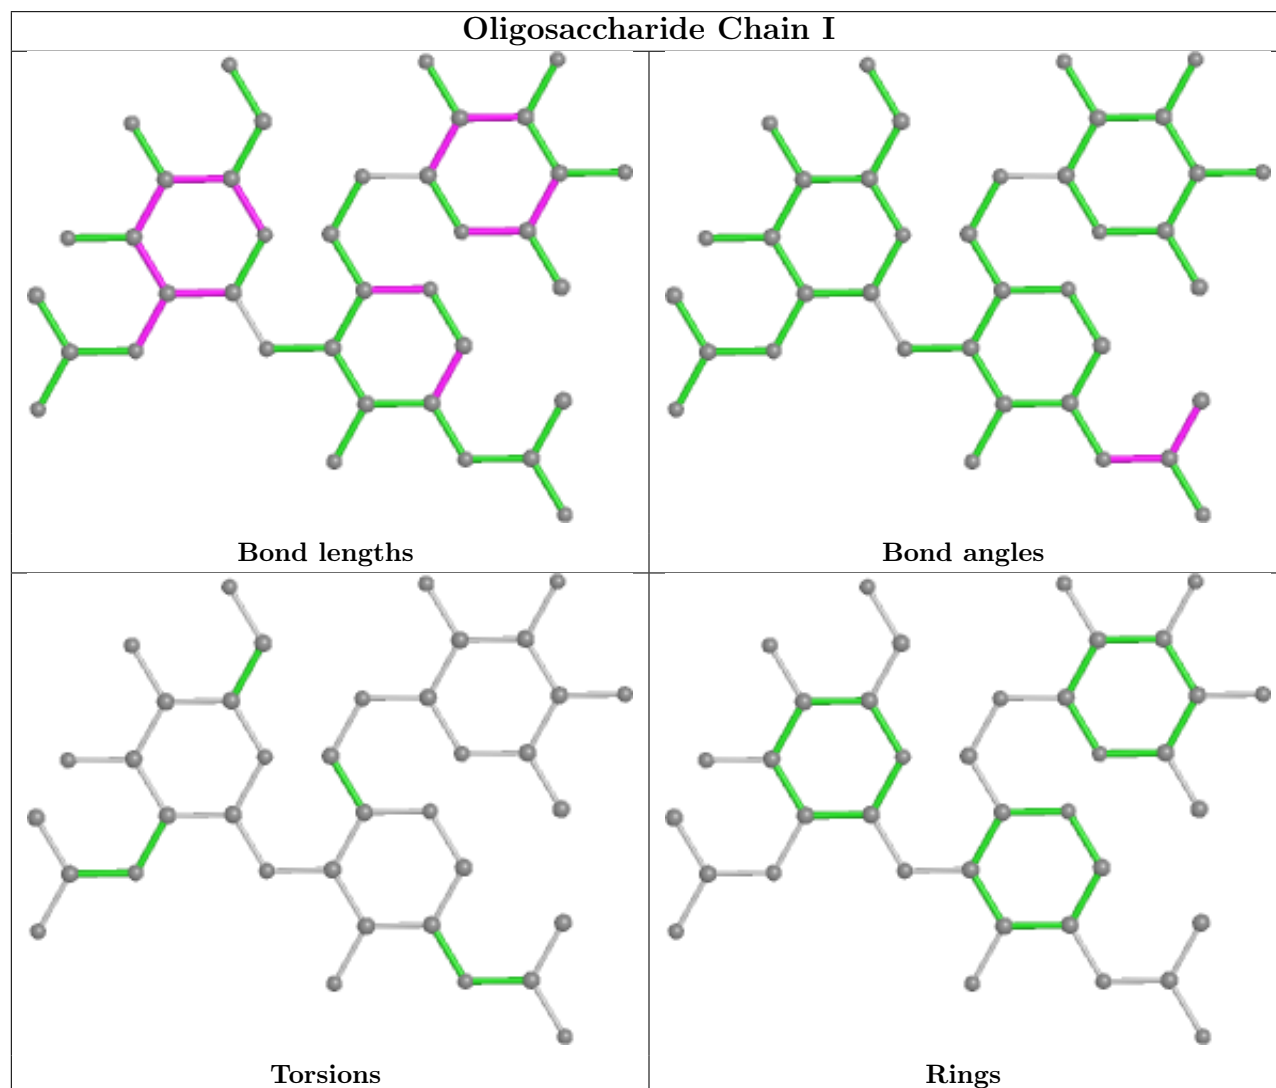 Oligosaccharide Chain I
Bond lengths
Bond angles
Torsions
Rings